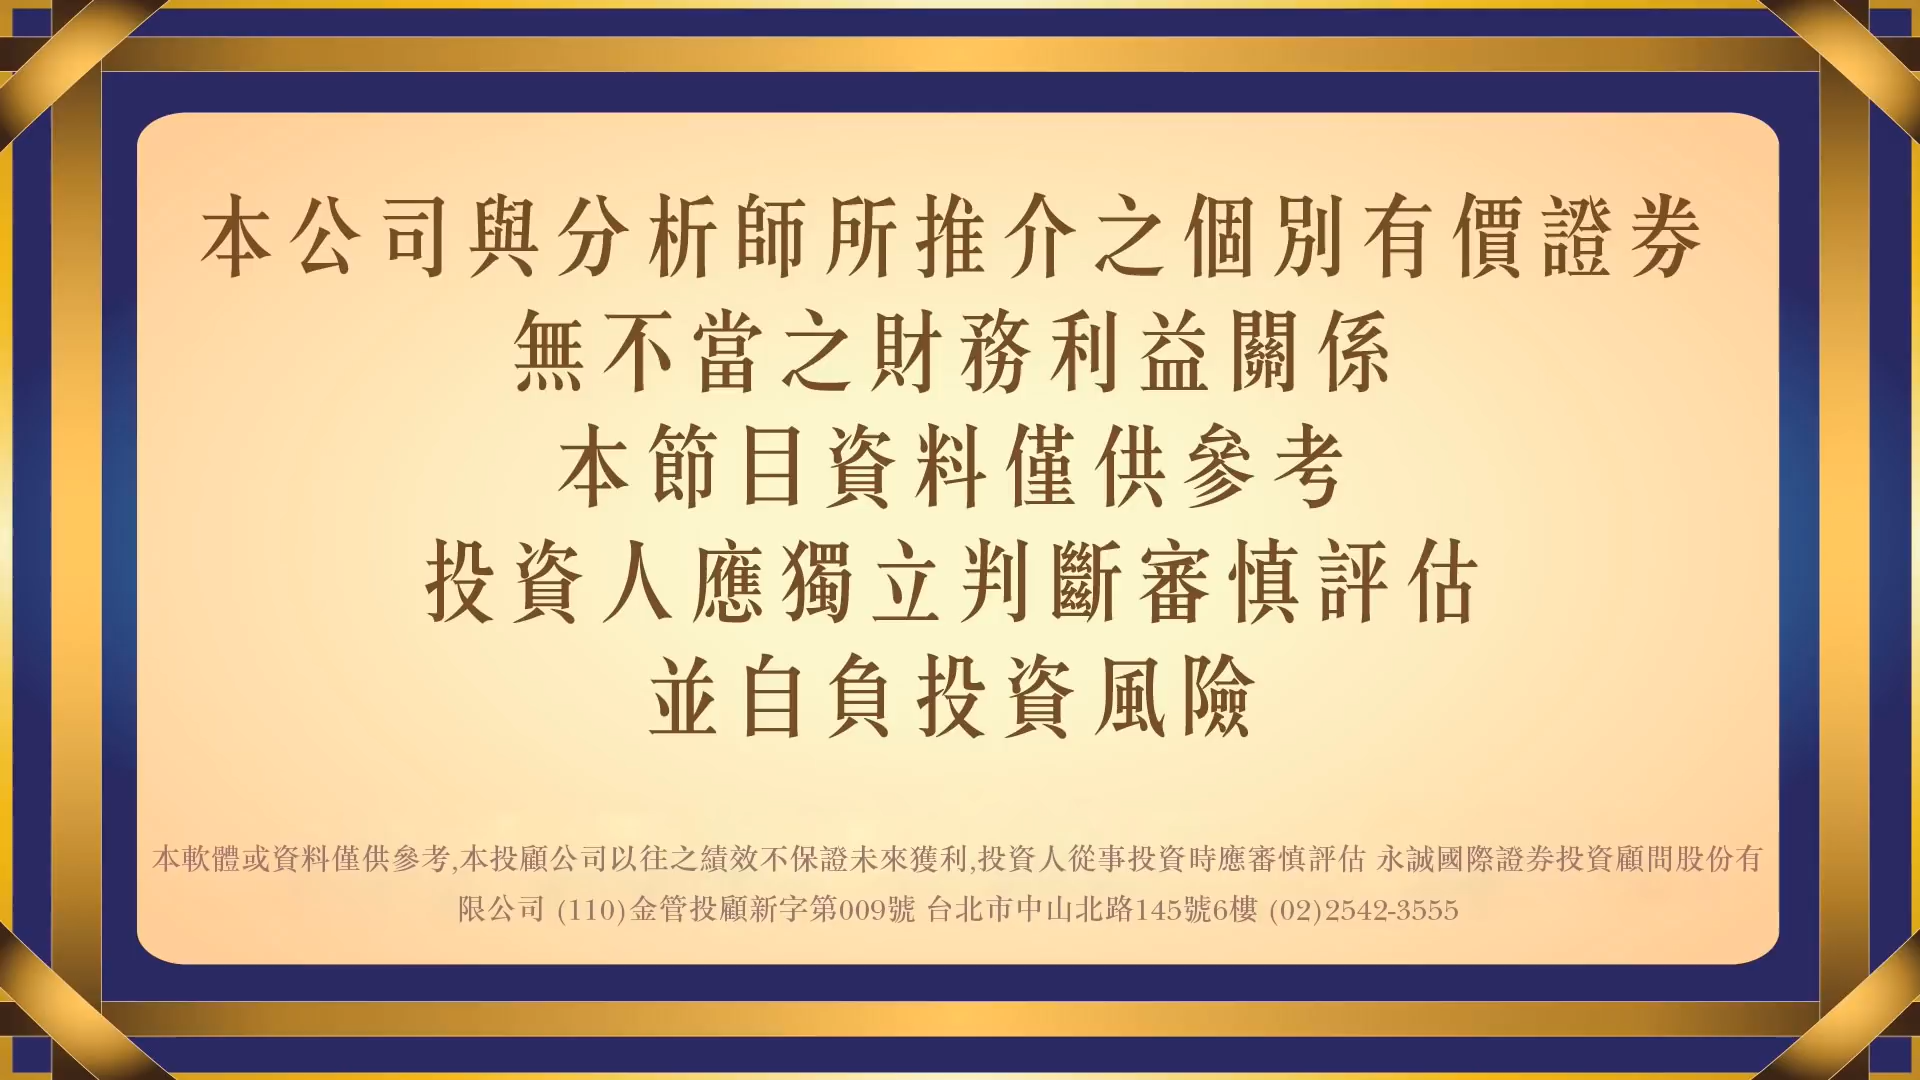 本公司與分析師所推介之個別有價證券
無不當之財務利益關係
本節目資料僅供參考
投資人應獨立判斷審慎評估
並自負投資風險
本軟體或資料僅供參考,本投顧公司以往之績效不保證未來獲利,投資人從事投資時應審慎評估 永誠國際證券投資顧問股份有
限公司 (110)金管投顧新字第009號 台北市中山北路145號6樓 (02)2542-3555